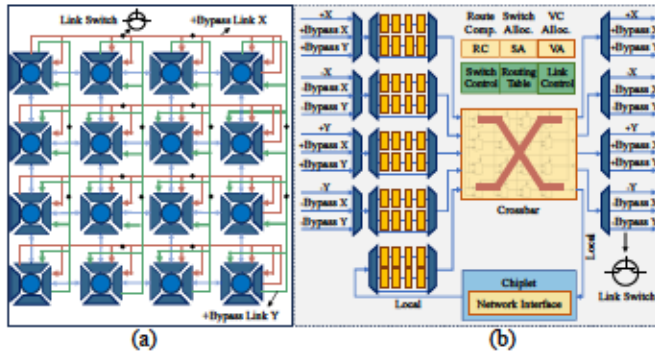 Link Switch
+Bypass Link X
+Bypass Link Y
(a)
+X
+Bypass X
+Bypass Y
-X
-Bypass X
-Bypass Y
+Y
+Bypass X
+Bypass Y
-Y
-Bypass X
-Bypass Y
Route Comp.
Switch Alloc.
VC Alloc.
RC
SA
VA
Switch Control
Routing Table
Link Control
Crossbar
Local
Chiplet
Network Interface
Local
+X
+Bypass X
+Bypass Y
-X
-Bypass X
-Bypass Y
+Y
+Bypass X
+Bypass Y
-Y
-Bypass X
-Bypass Y
Link Switch
(b)